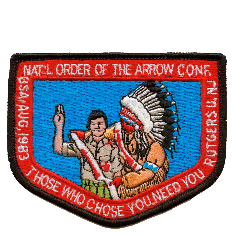 NAT'L ORDER OF THE ARROW CONF.
BSA, AUG, 1983
RUTGERS U. NJ
THOSE WHO CHOSE YOU, NEED YOU